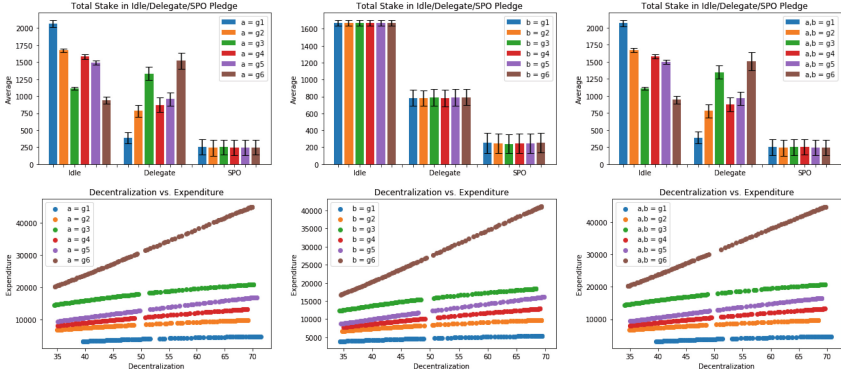 Total Stake in Idle/Delegate/SPO Pledge
2000
1750
1500
1250
1000
750
500
250
0
Average
Idle
Delegate
SPO
a = g1
a = g2
a = g3
a = g4
a = g5
a = g6
Total Stake in Idle/Delegate/SPO Pledge
1600
1400
1200
1000
800
600
400
200
0
Average
Idle
Delegate
SPO
b = g1
b = g2
b = g3
b = g4
b = g5
b = g6
Total Stake in Idle/Delegate/SPO Pledge
2000
1750
1500
1250
1000
750
500
250
0
Average
Idle
Delegate
SPO
a,b = g1
a,b = g2
a,b = g3
a,b = g4
a,b = g5
a,b = g6
Decentralization vs. Expenditure
a = g1
a = g2
a = g3
a = g4
a = g5
a = g6
40000
30000
20000
10000
Expenditure
35 40 45 50 55 60 65 70
Decentralization
Decentralization vs. Expenditure
b = g1
b = g2
b = g3
b = g4
b = g5
b = g6
40000
35000
30000
25000
20000
15000
10000
5000
Expenditure
35 40 45 50 55 60 65 70
Decentralization
Decentralization vs. Expenditure
a,b = g1
a,b = g2
a,b = g3
a,b = g4
a,b = g5
a,b = g6
40000
30000
20000
10000
Expenditure
35 40 45 50 55 60 65 70
Decentralization